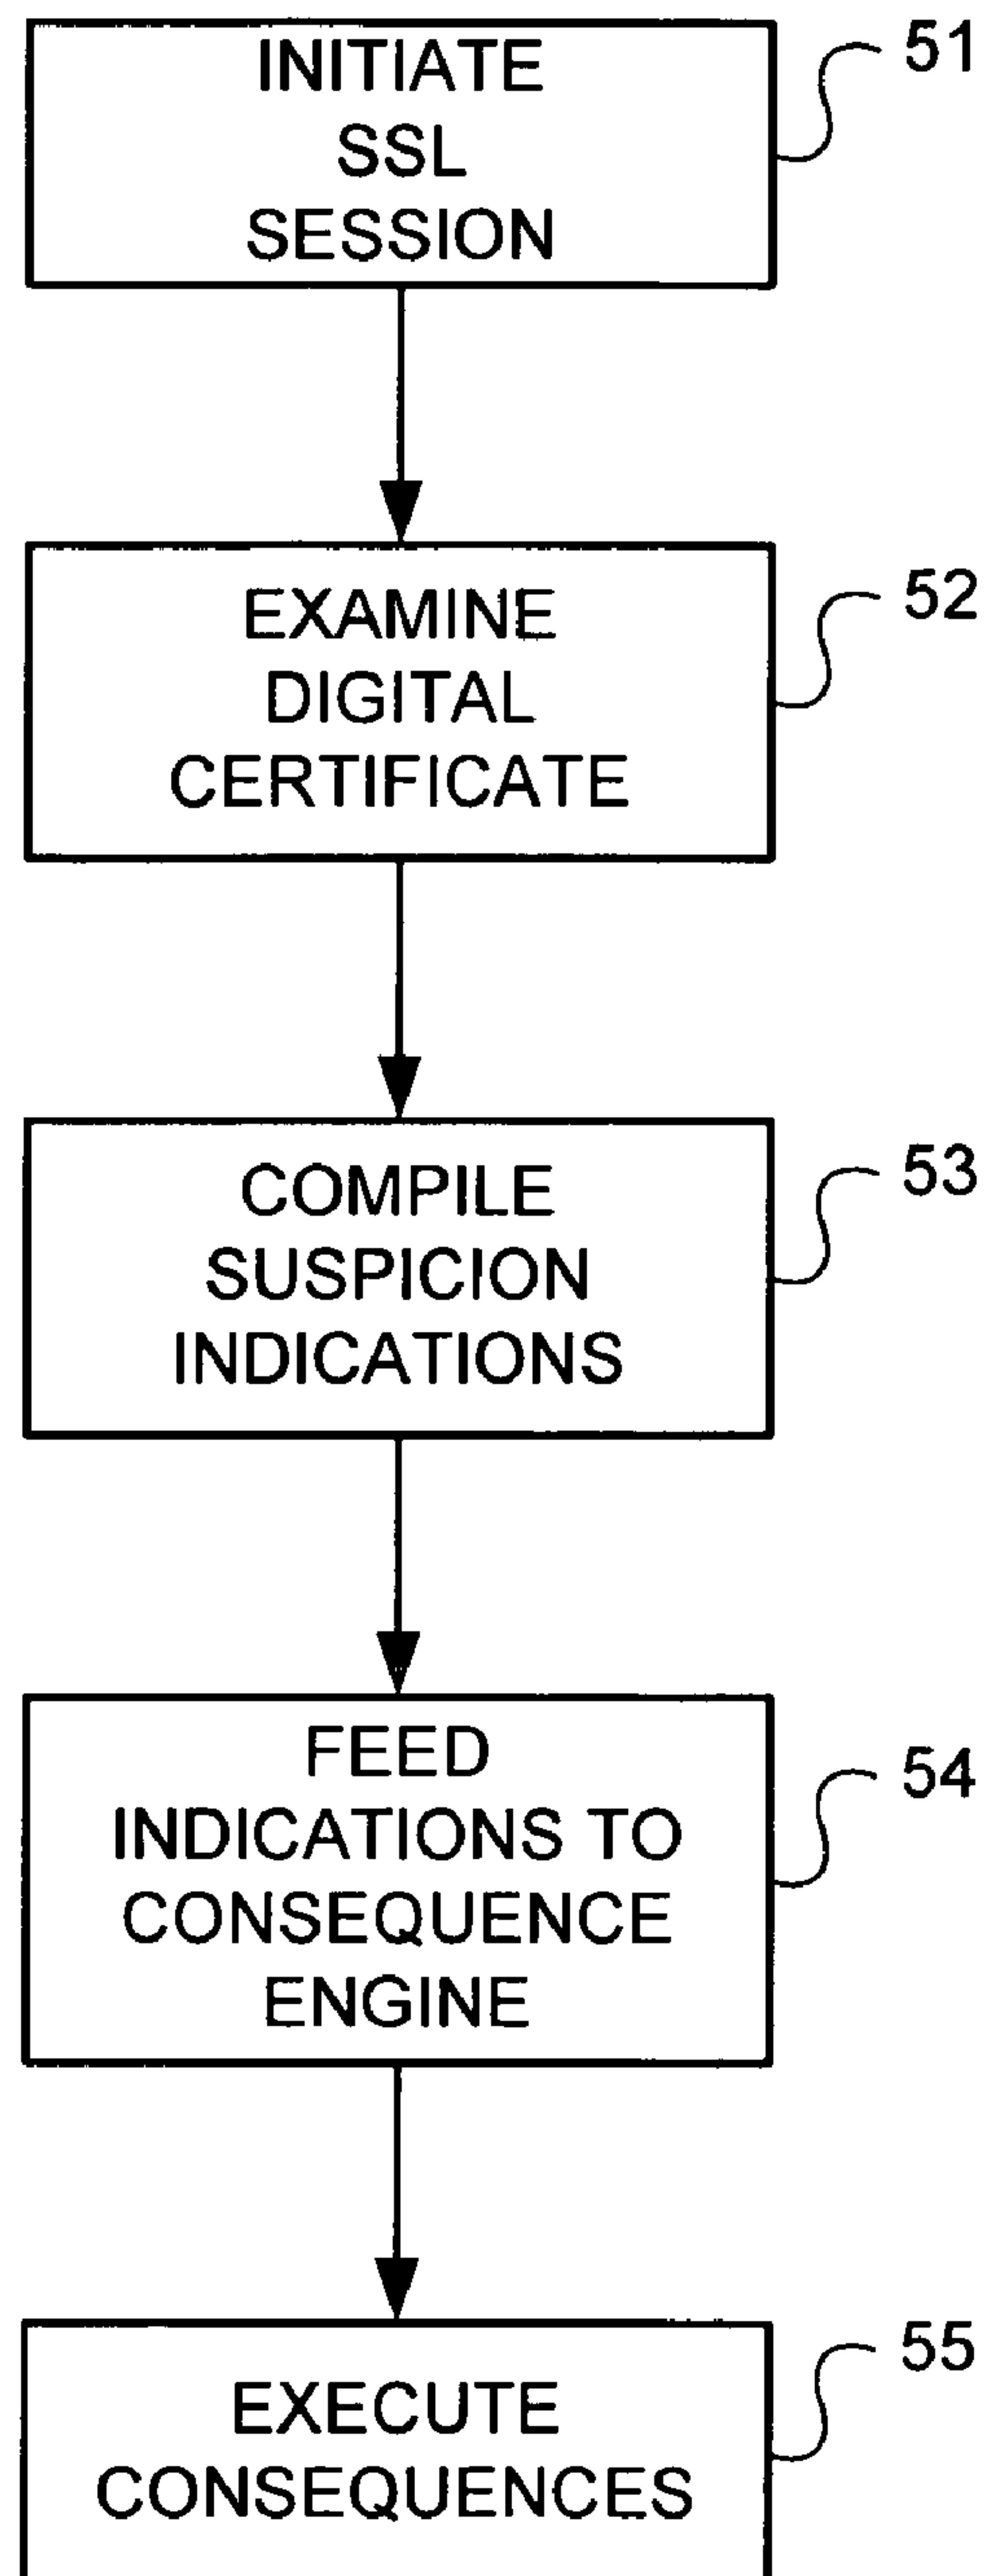 INITIATE
SSL
SESSION
51
EXAMINE
DIGITAL
CERTIFICATE
52
COMPILE
SUSPICION
INDICATIONS
53
FEED
INDICATIONS TO
CONSEQUENCE
ENGINE
54
EXECUTE
CONSEQUENCES
55